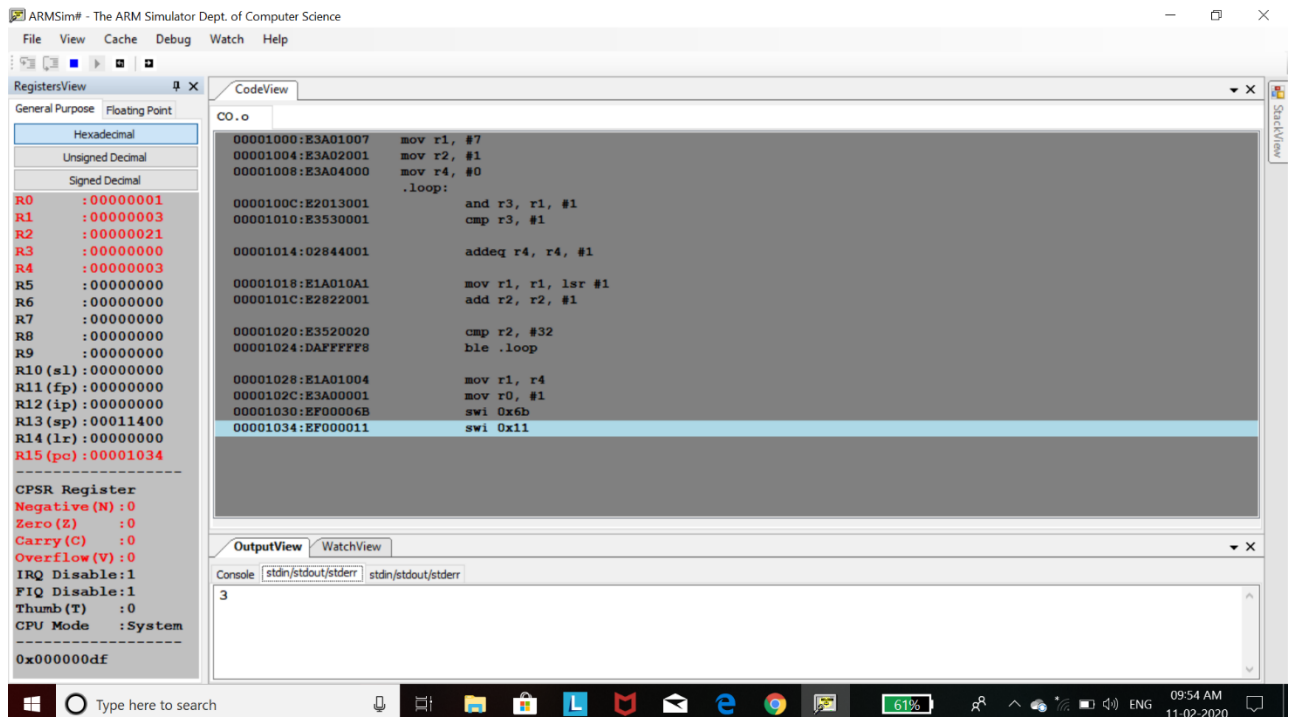 ARMSim# - The ARM Simulator Dept. of Computer Science
File View Cache Debug Watch Help
RegistersView
General Purpose Floating Point
Hexadecimal
Unsigned Decimal
Signed Decimal
R0 :00000001
R1 :00000003
R2 :00000021
R3 :00000000
R4 :00000003
R5 :00000000
R6 :00000000
R7 :00000000
R8 :00000000
R9 :00000000
R10(sl):00000000
R11(fp):00000000
R12(ip):00000000
R13(sp):00011400
R14(lr):00000000
R15(pc):00001034
-------------------
CPSR Register
Negative(N):0
Zero(Z) :0
Carry(C) :0
Overflow(V):0
IRQ Disable:1
FIQ Disable:1
Thumb(T) :0
CPU Mode :System
-------------------
0x000000df
CodeView
CO.o
00001000:E3A01007 mov r1, #7
00001004:E3A02001 mov r2, #1
00001008:E3A04000 mov r4, #0
.loop:
0000100C:E2013001 and r3, r1, #1
00001010:E3530001 cmp r3, #1
00001014:02844001 addeq r4, r4, #1
00001018:E1A010A1 mov r1, r1, lsr #1
0000101C:E2822001 add r2, r2, #1
00001020:E3520020 cmp r2, #32
00001024:DAFFFFF8 ble .loop
00001028:E1A01004 mov r1, r4
0000102C:E3A00001 mov r0, #1
00001030:EF00006B swi 0x6b
00001034:EF000011 swi 0x11
StackView
OutputView WatchView
Console stdin/stdout/stderr stdin/stdout/stderr
3
Type here to search
L
61%
ENG
09:54 AM
11-02-2020